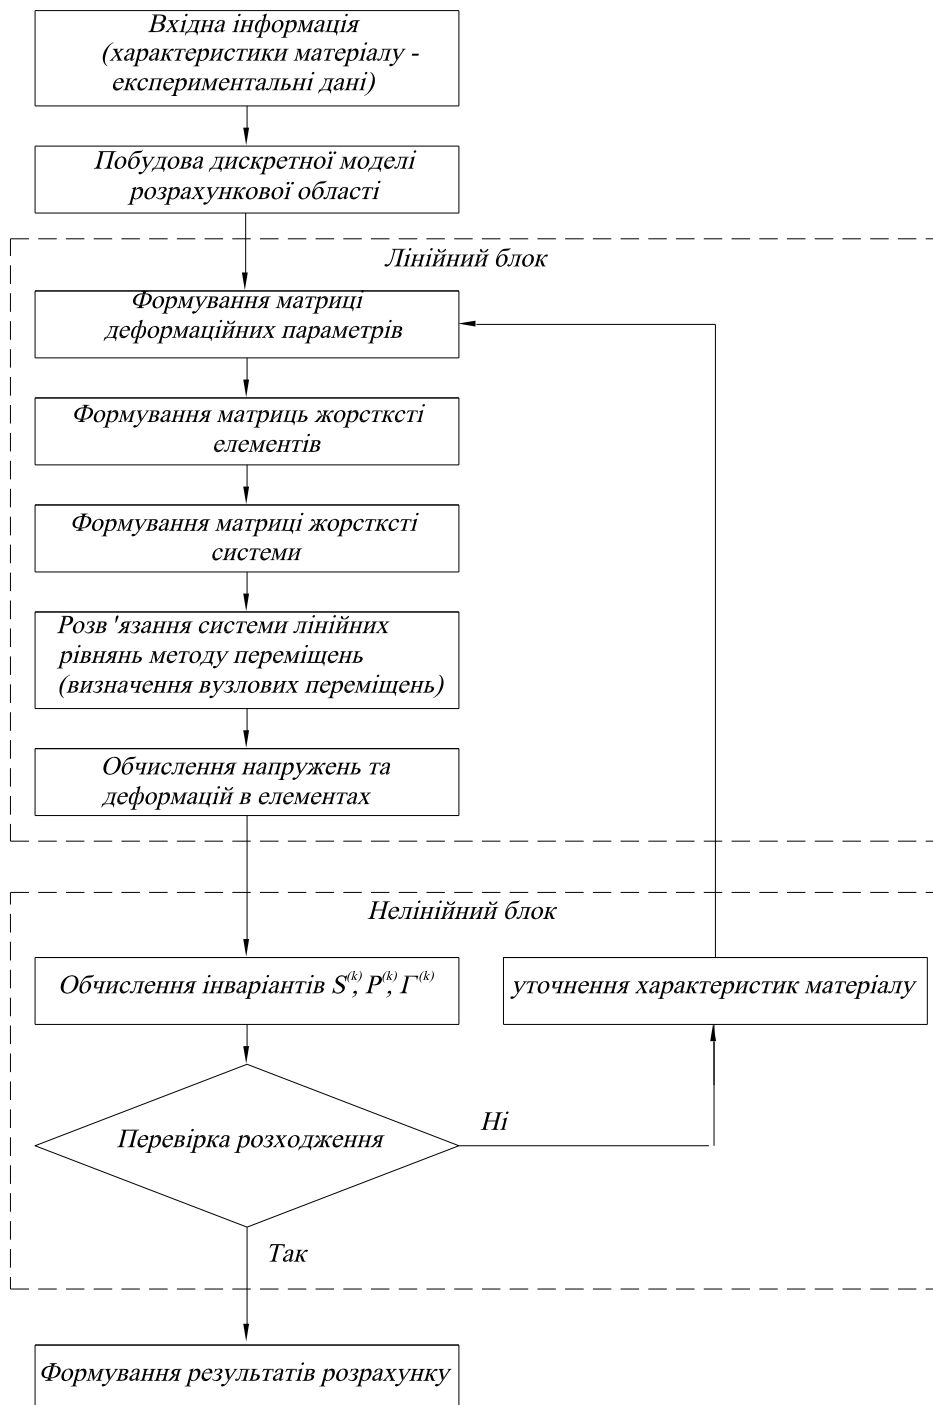 Вхідна інформація
(характеристики матеріалу -
експериментальні дані)
Побудова дискретної моделі
розрахункової області
Лінійний блок
Формування матриці
деформаційних параметрів
Формування матриць жорстксті
елементів
Формування матриці жорстксті
системи
Розв'язання системи лінійних
рівнянь методу переміщень
(визначення вузлових переміщень)
Обчислення напружень та
деформацій в елементах
Нелінійний блок
Обчислення інваріантів S^(k), P^(k), Г^(k)
уточнення характеристик матеріалу
Перевірка розходження
Ні
Так
Формування результатів розрахунку